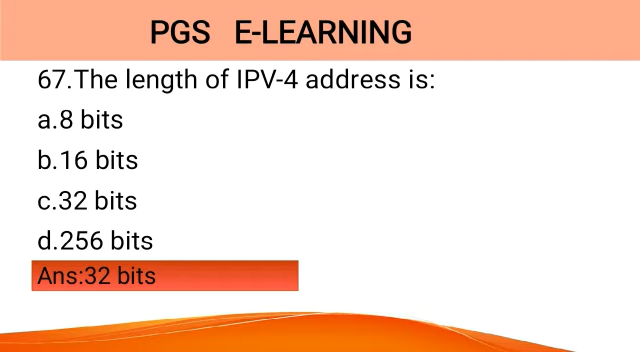 PGS E-LEARNING
67.The length of IPV-4 address is:
a.8 bits
b.16 bits
c.32 bits
d.256 bits
Ans:32 bits